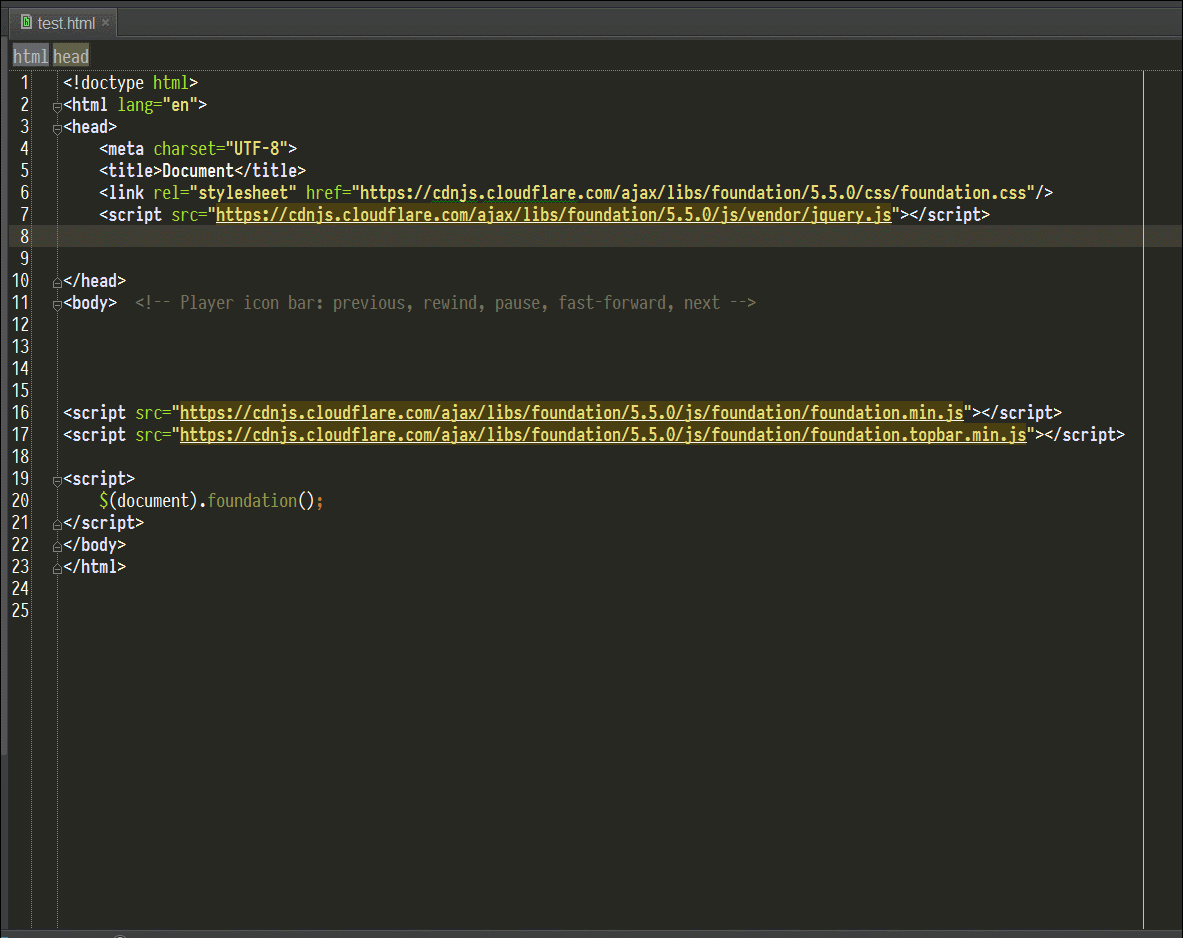 test.html ×
html head
1 <!doctype html>
2 <html lang="en">
3 <head>
4     <meta charset="UTF-8">
5     <title>Document</title>
6     <link rel="stylesheet" href="https://cdnjs.cloudflare.com/ajax/libs/foundation/5.5.0/css/foundation.css"/>
7     <script src="https://cdnjs.cloudflare.com/ajax/libs/foundation/5.5.0/js/vendor/jquery.js"></script>
8
9
10 </head>
11 <body>  <!-- Player icon bar: previous, rewind, pause, fast-forward, next -->
12
13
14
15
16 <script src="https://cdnjs.cloudflare.com/ajax/libs/foundation/5.5.0/js/foundation/foundation.min.js"></script>
17 <script src="https://cdnjs.cloudflare.com/ajax/libs/foundation/5.5.0/js/foundation/foundation.topbar.min.js"></script>
18
19 <script>
20     $(document).foundation();
21 </script>
22 </body>
23 </html>
24
25